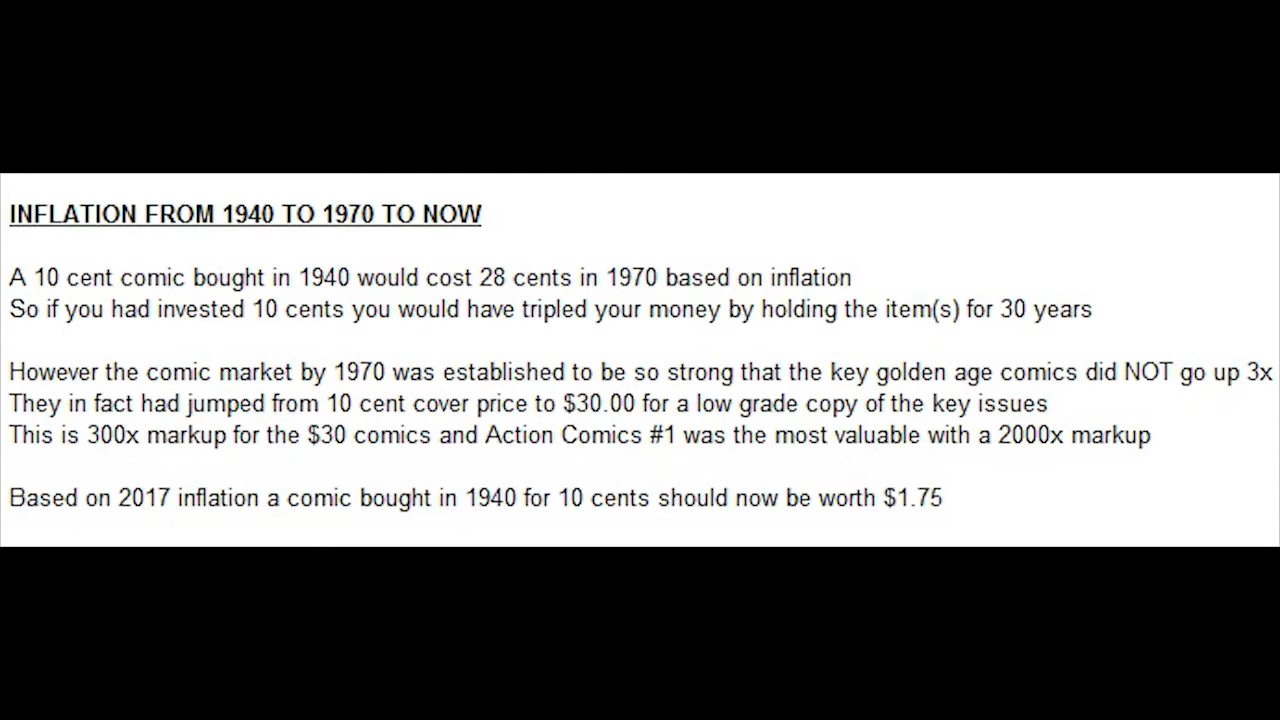 INFLATION FROM 1940 TO 1970 TO NOW
A 10 cent comic bought in 1940 would cost 28 cents in 1970 based on inflation
So if you had invested 10 cents you would have tripled your money by holding the item(s) for 30 years
However the comic market by 1970 was established to be so strong that the key golden age comics did NOT go up 3x
They in fact had jumped from 10 cent cover price to $30.00 for a low grade copy of the key issues
This is 300x markup for the $30 comics and Action Comics #1 was the most valuable with a 2000x markup
Based on 2017 inflation a comic bought in 1940 for 10 cents should now be worth $1.75